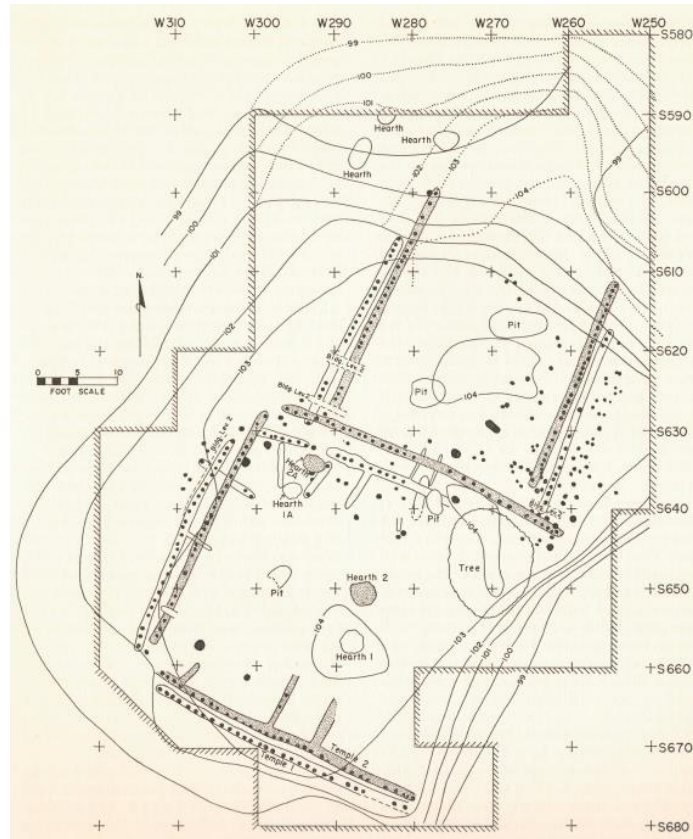 W310 W300 W290 W280 W270 W260 W250
S580
99
100
101
S590
Hearth
Hearth
Hearth
102
103
99
104
S600
99
100
101
S610
N.
102
Pit
103
Bldg. Lev. 2
S620
0 5 10
FOOT SCALE
Bldg. Lev. 2
Pit
104
S630
Bldg. Lev. 2
Hearth
2A
Hearth
1A
Pit
Bldg. Lev. 2
S640
104
Tree
Pit
Hearth 2
S650
104
Hearth 1
103
102
101
100
99
S660
Temple 2
Temple 1
S670
S680